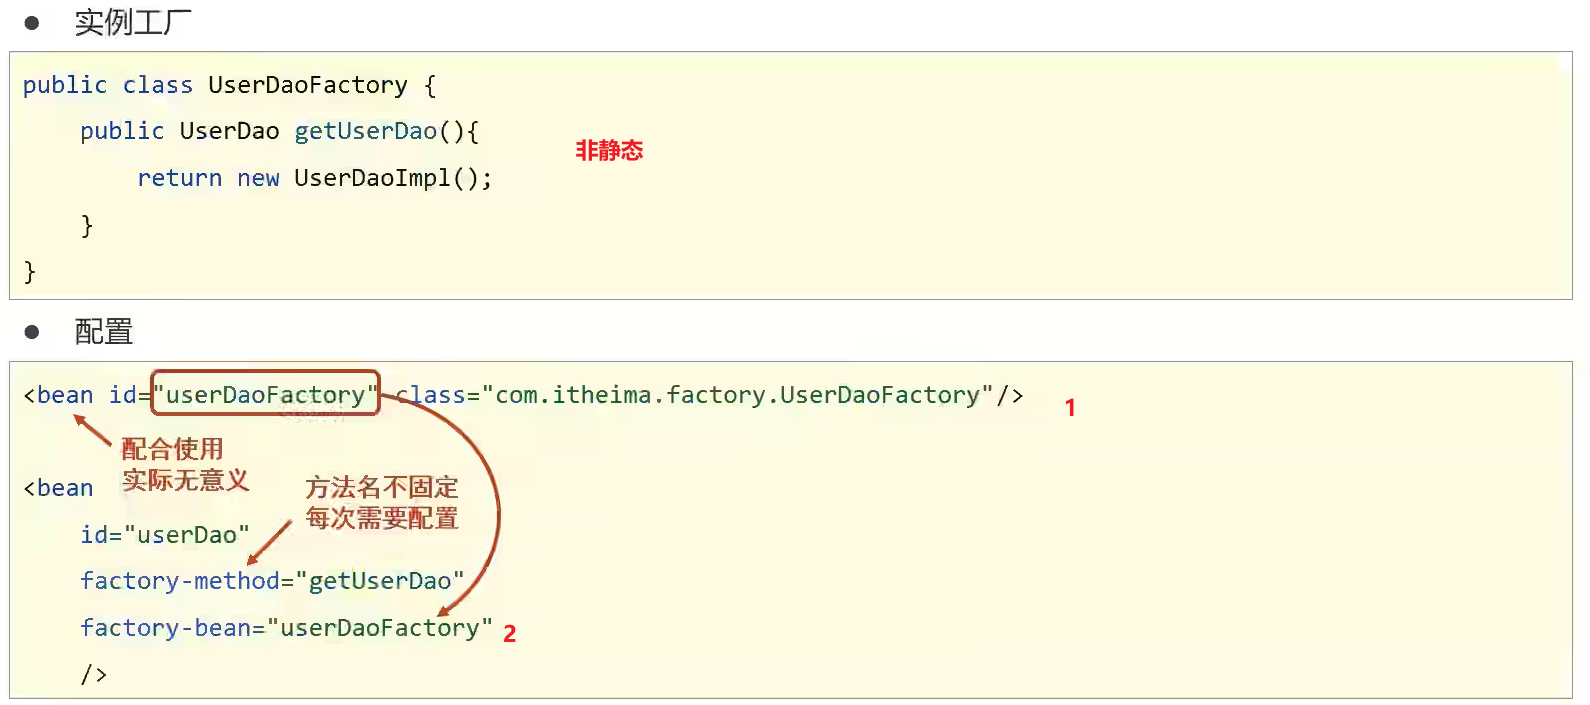 ● 实例工厂
public class UserDaoFactory {
public UserDao getUserDao(){
非静态
return new UserDaoImpl();
}
}
● 配置
<bean id="userDaoFactory" class="com.itheima.factory.UserDaoFactory"/>
1
配合使用
实际无意义
方法名不固定
每次需要配置
<bean
id="userDao"
factory-method="getUserDao"
factory-bean="userDaoFactory"
2
/>